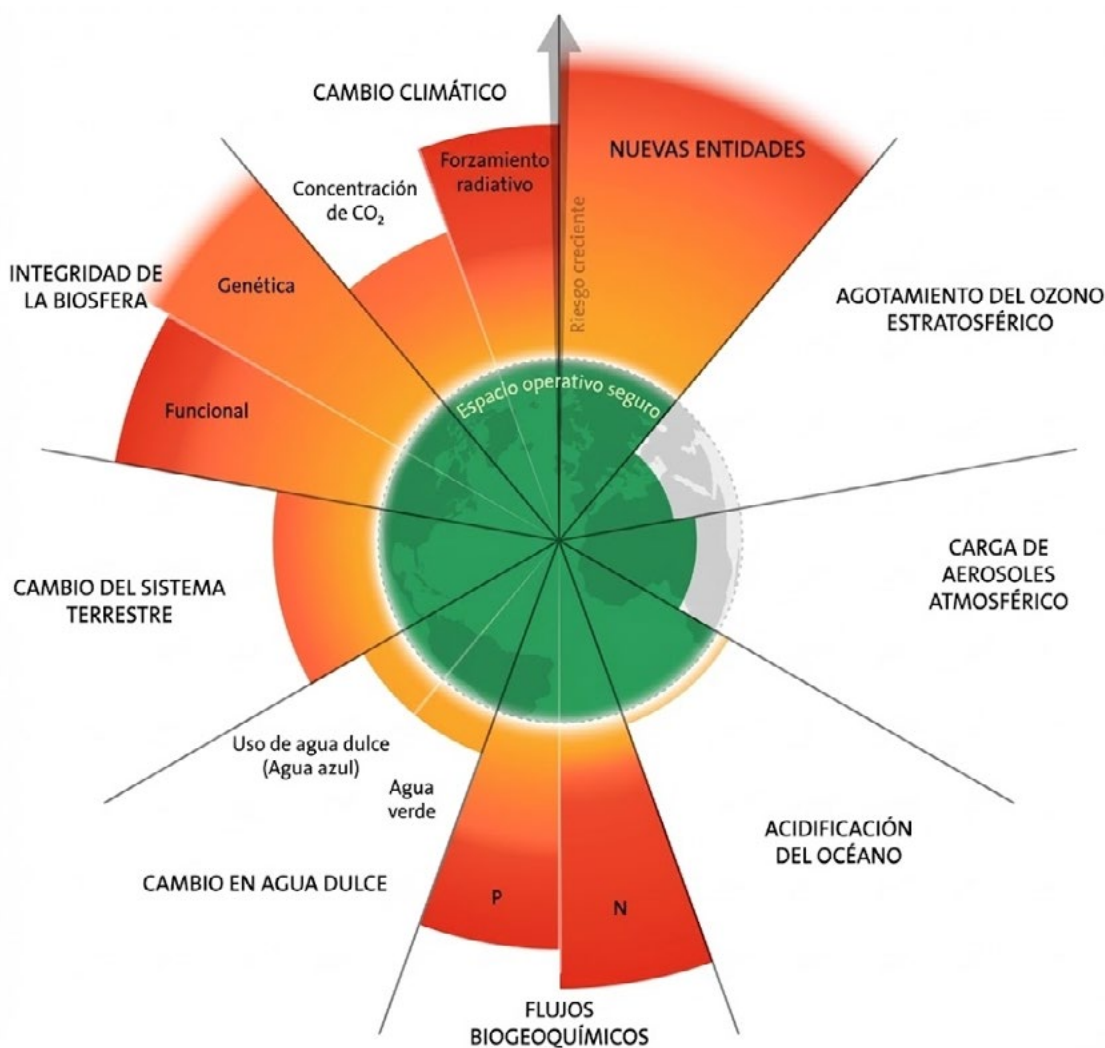 CAMBIO CLIMÁTICO
Forzamiento
radiativo
NUEVAS ENTIDADES
Concentración
de CO₂
Riesgo creciente
INTEGRIDAD DE
LA BIOSFERA
Genética
AGOTAMIENTO DEL OZONO
ESTRATOSFÉRICO
Espacio operativo seguro
Funcional
CARGA DE
AEROSOLES
ATMOSFÉRICO
CAMBIO DEL SISTEMA
TERRESTRE
Uso de agua dulce
(Agua azul)
Agua
verde
ACIDIFICACIÓN
DEL OCÉANO
CAMBIO EN AGUA DULCE
P
N
FLUJOS
BIOGEOQUÍMICOS